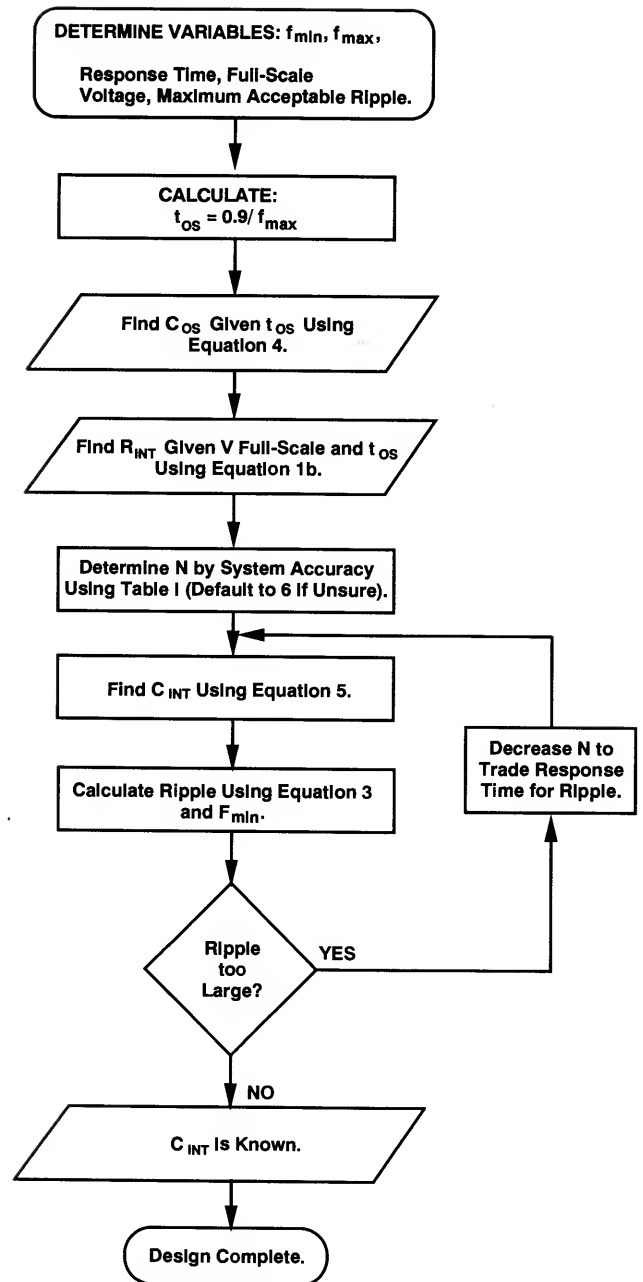 DETERMINE VARIABLES: fmin, fmax,
Response Time, Full-Scale
Voltage, Maximum Acceptable Ripple.
CALCULATE:
tOS = 0.9/ fmax
Find COS Given tOS Using
Equation 4.
Find RINT Given V Full-Scale and tOS
Using Equation 1b.
Determine N by System Accuracy
Using Table I (Default to 6 If Unsure).
Find CINT Using Equation 5.
Calculate Ripple Using Equation 3
and Fmin.
Decrease N to
Trade Response
Time for Ripple.
Ripple
too
Large?
YES
NO
CINT Is Known.
Design Complete.